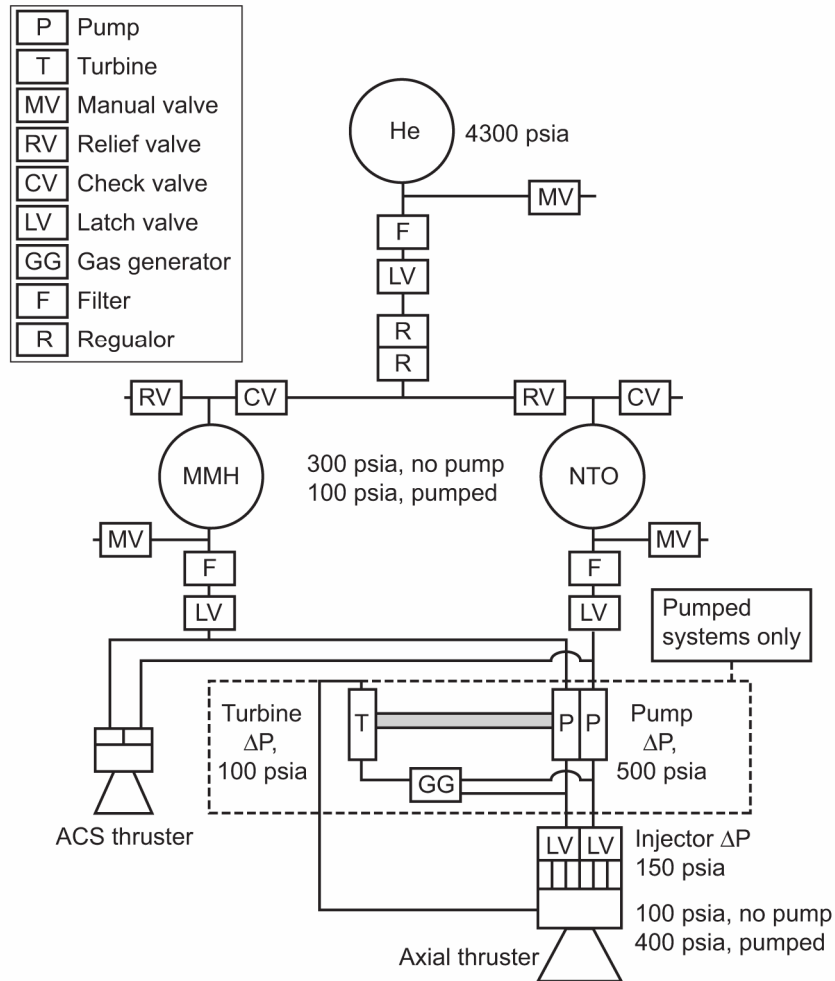 P Pump
T Turbine
MV Manual valve
RV Relief valve
CV Check valve
LV Latch valve
GG Gas generator
F Filter
R Regualor
He 4300 psia
MV
F
LV
R
R
RV CV RV CV
MMH
300 psia, no pump
100 psia, pumped
NTO
MV MV
F F
LV LV
Pumped
systems only
Turbine
ΔP,
100 psia
T
P P
Pump
ΔP,
500 psia
GG
ACS thruster
LV LV
Injector ΔP
150 psia
100 psia, no pump
400 psia, pumped
Axial thruster